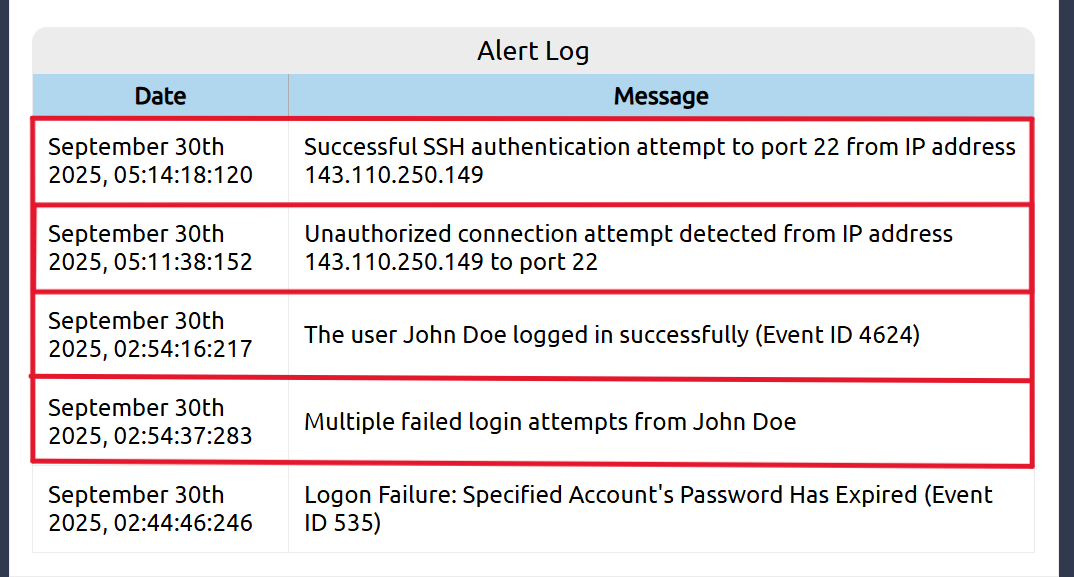 Alert Log
Date Message
September 30th
2025, 05:14:18:120
Successful SSH authentication attempt to port 22 from IP address
143.110.250.149
September 30th
2025, 05:11:38:152
Unauthorized connection attempt detected from IP address
143.110.250.149 to port 22
September 30th
2025, 02:54:16:217
The user John Doe logged in successfully (Event ID 4624)
September 30th
2025, 02:54:37:283
Multiple failed login attempts from John Doe
September 30th
2025, 02:44:46:246
Logon Failure: Specified Account's Password Has Expired (Event
ID 535)